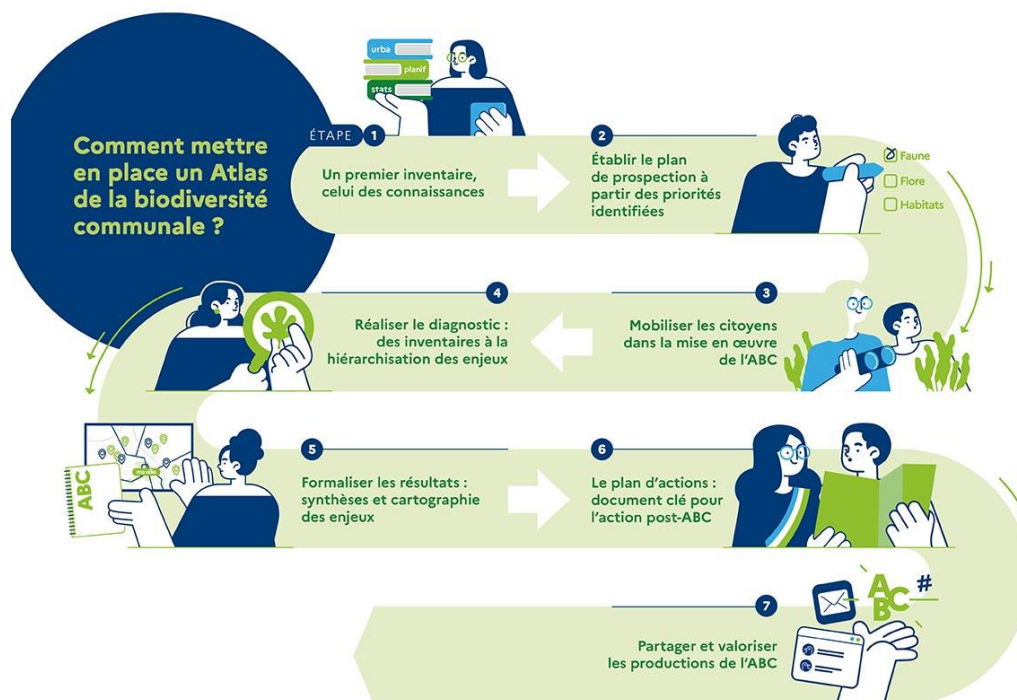 Comment mettre
en place un Atlas
de la biodiversité
communale ?
urba
planif
stats
ÉTAPE 1
Un premier inventaire,
celui des connaissances
2
Établir le plan
de prospection à
partir des priorités
identifiées
Faune
Flore
Habitats
3
Mobiliser les citoyens
dans la mise en œuvre
de l'ABC
4
Réaliser le diagnostic :
des inventaires à la
hiérarchisation des enjeux
ABC
ma ville
5
Formaliser les résultats :
synthèses et cartographie
des enjeux
6
Le plan d'actions :
document clé pour
l'action post-ABC
7
Partager et valoriser
les productions de l'ABC
ABC #